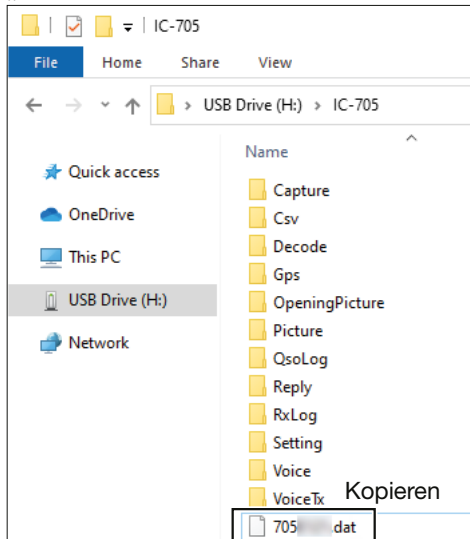 IC-705
File Home Share View
USB Drive (H:) > IC-705
Name
Quick access
OneDrive
This PC
USB Drive (H:)
Network
Capture
Csv
Decode
Gps
OpeningPicture
Picture
QsoLog
Reply
RxLog
Setting
Voice
VoiceTx
Kopieren
705 .dat